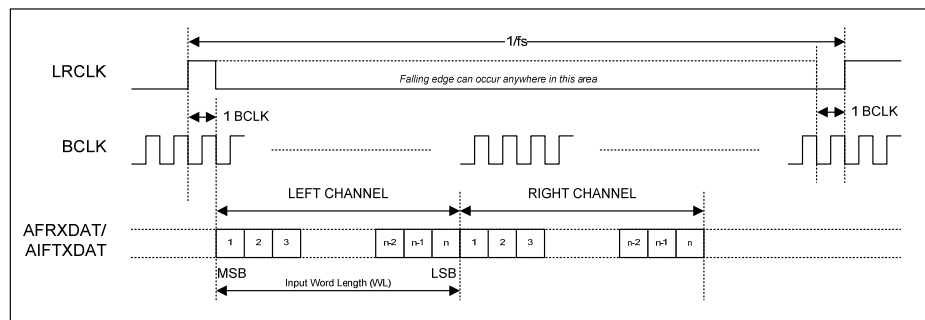 1/fs
LRCLK
Falling edge can occur anywhere in this area
1 BCLK
1 BCLK
BCLK
LEFT CHANNEL
RIGHT CHANNEL
AFRXDAT/
AIFTXDAT
1 2 3 n-2 n-1 n 1 2 3 n-2 n-1 n
MSB LSB
Input Word Length (WL)